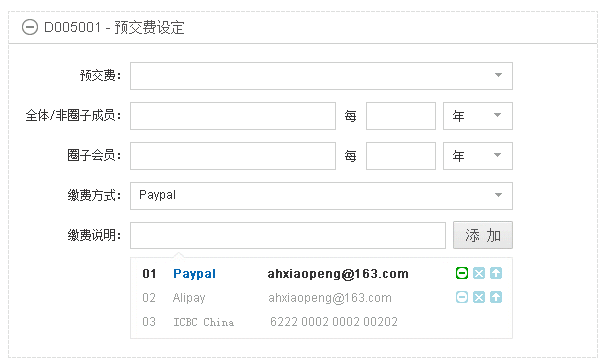 D005001 - 预交费设定
预交费：
全体/非圈子成员： 每 年
圈子会员： 每 年
缴费方式： Paypal
缴费说明： 添 加
01 Paypal ahxiaopeng@163.com
02 Alipay ahxiaopeng@163.com
03 ICBC China 6222 0002 0002 00202